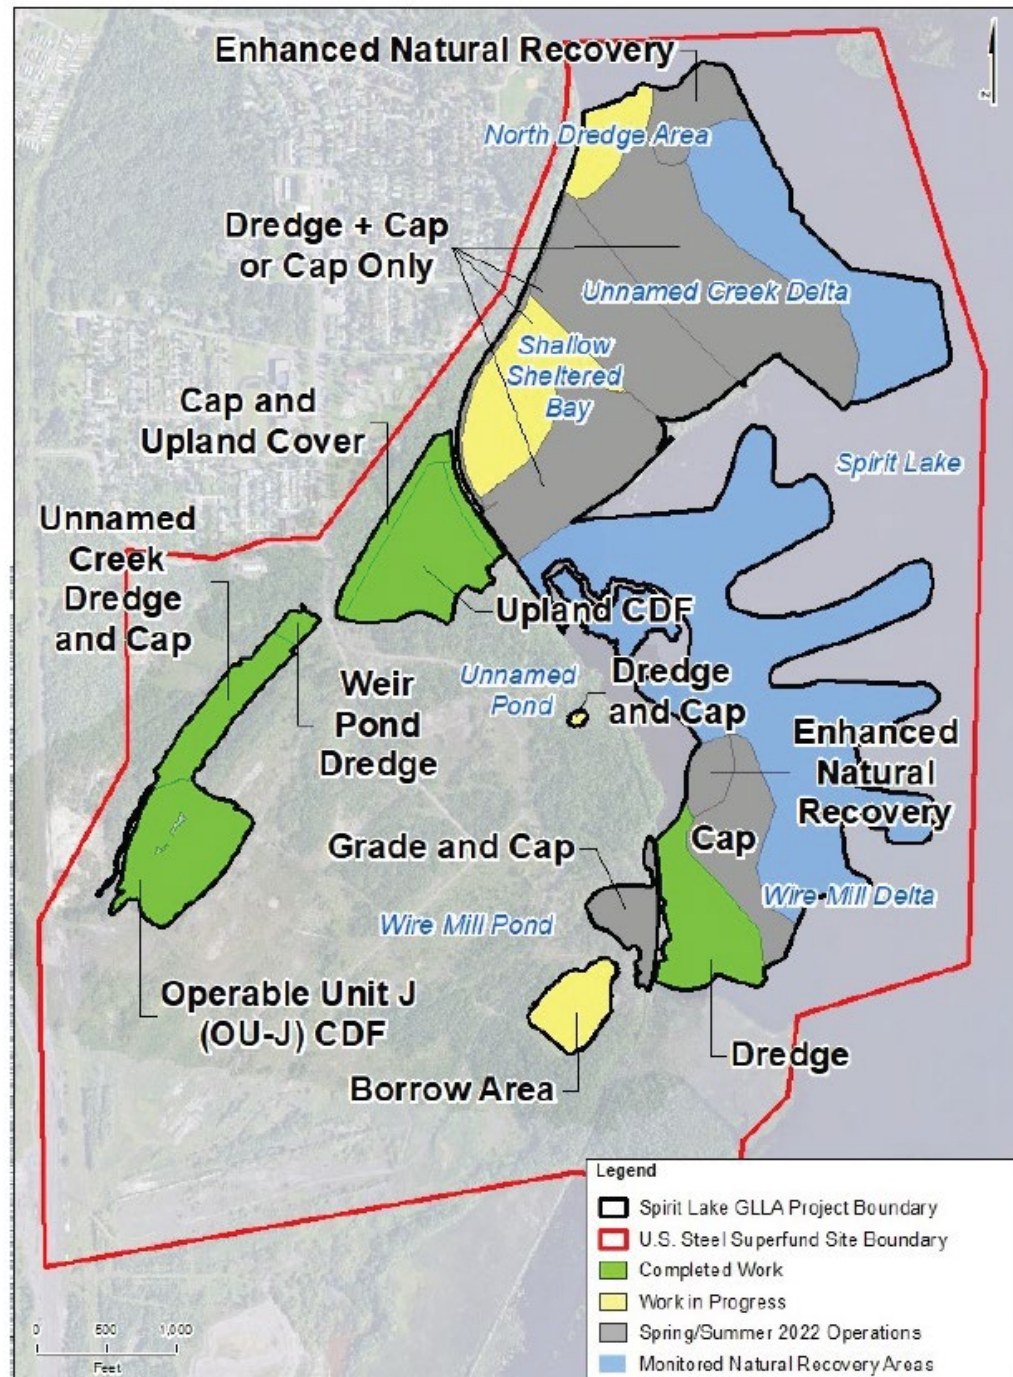 Enhanced Natural Recovery
N
North Dredge Area
Dredge + Cap
or Cap Only
Unnamed Creek Delta
Shallow
Sheltered
Bay
Cap and
Upland Cover
Spirit Lake
Unnamed
Creek
Dredge
and Cap
Upland CDF
Unnamed
Pond
Dredge
and Cap
Weir
Pond
Dredge
Enhanced
Natural
Recovery
Cap
Grade and Cap
Wire Mill Delta
Wire Mill Pond
Operable Unit J
(OU-J) CDF
Dredge
Borrow Area
Legend
Spirit Lake GLLA Project Boundary
U.S. Steel Superfund Site Boundary
Completed Work
Work in Progress
Spring/Summer 2022 Operations
Monitored Natural Recovery Areas
0 500 1,000
Feet